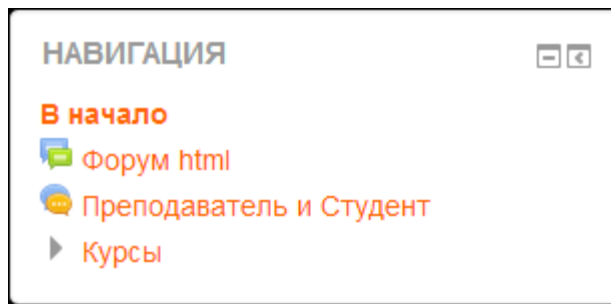 НАВИГАЦИЯ
В начало
Форум html
Преподаватель и Студент
Курсы